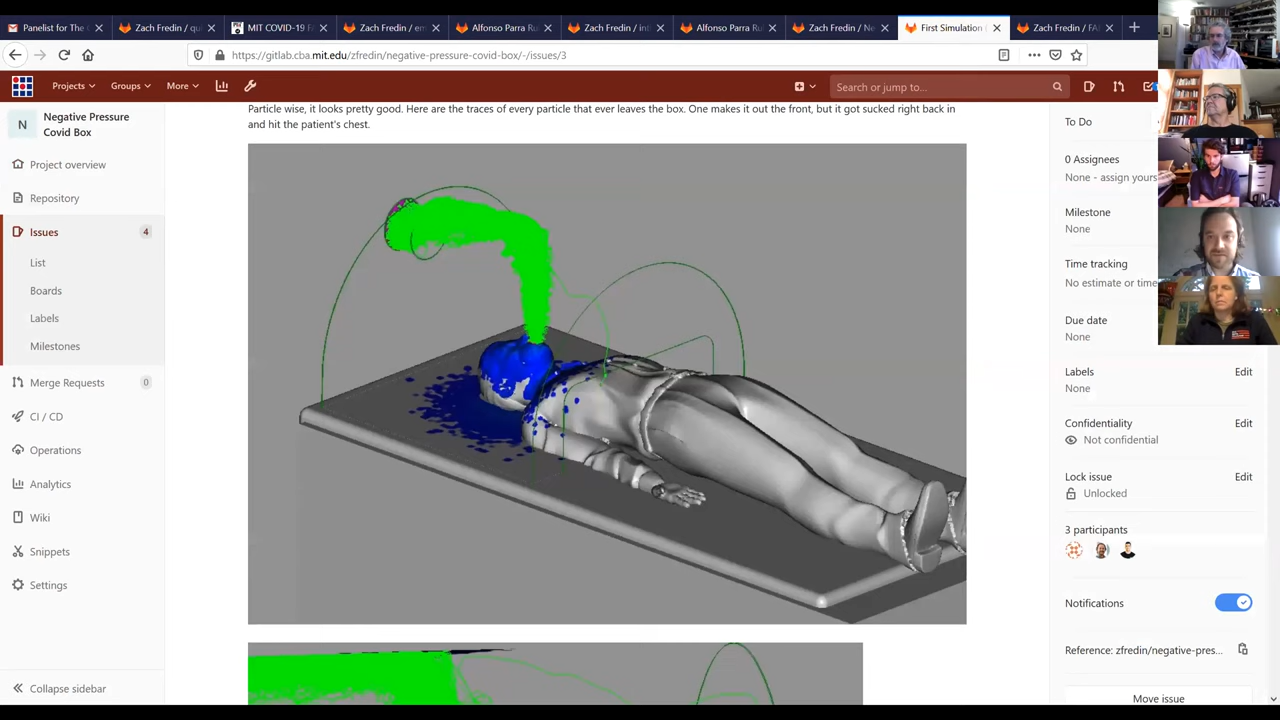 Panelist for The C
Zach Fredin / qui
MIT COVID-19 F
Zach Fredin / em
Alfonso Parra R
Zach Fredin / int
Alfonso Parra Ru
Zach Fredin / Ne
First Simulation
Zach Fredin / FA
https://gitlab.cba.mit.edu/zfredin/negative-pressure-covid-box/-/issues/3
Projects
Groups
More
Search or jump to...
N
Negative Pressure
Covid Box
Project overview
Repository
Issues 4
List
Boards
Labels
Milestones
Merge Requests 0
CI / CD
Operations
Analytics
Wiki
Snippets
Settings
Collapse sidebar
Particle wise, it looks pretty good. Here are the traces of every particle that ever leaves the box. One makes it out the front, but it got sucked right back in
and hit the patient's chest.
To Do
0 Assignees
None - assign yours
Milestone
None
Time tracking
No estimate or time
Due date
None
Labels Edit
None
Confidentiality Edit
Not confidential
Lock issue Edit
Unlocked
3 participants
Notifications
Reference: zfredin/negative-pres...
Move issue